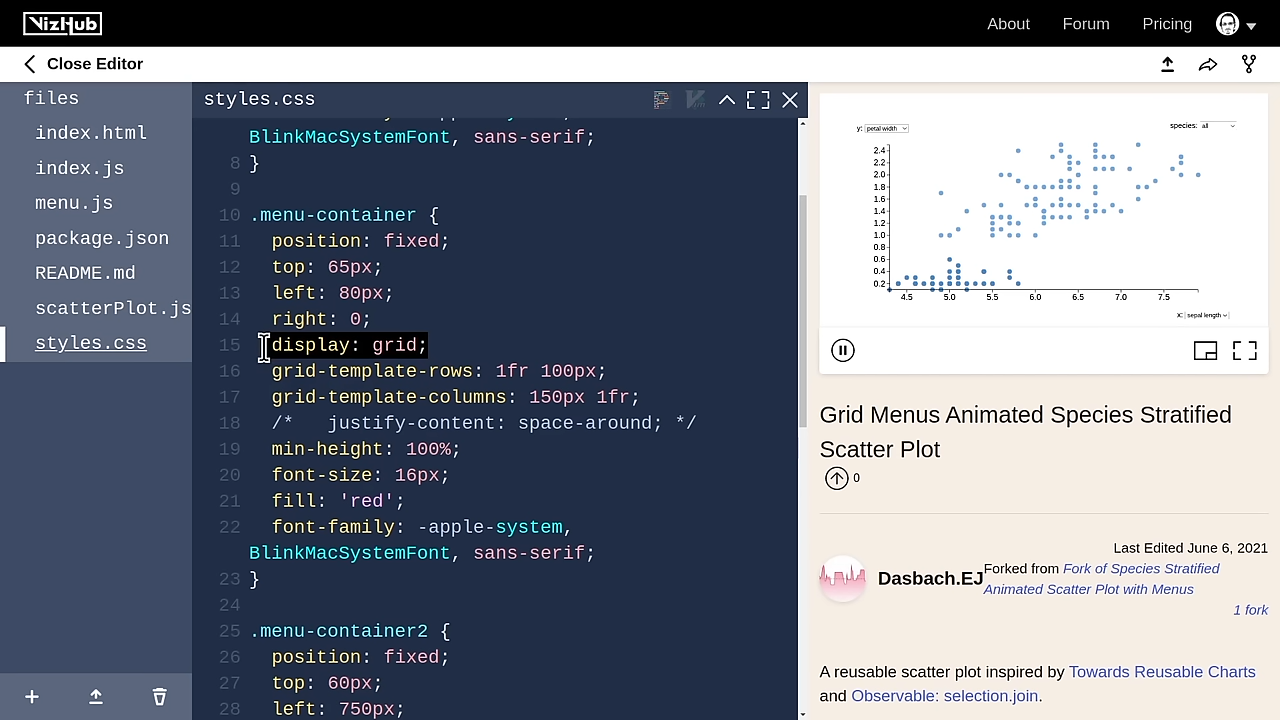 VizHub
About
Forum
Pricing
Close Editor
files
index.html
index.js
menu.js
package.json
README.md
scatterPlot.js
styles.css
styles.css
BlinkMacSystemFont, sans-serif;
8 }
9
10 .menu-container {
11 position: fixed;
12 top: 65px;
13 left: 80px;
14 right: 0;
15 display: grid;
16 grid-template-rows: 1fr 100px;
17 grid-template-columns: 150px 1fr;
18 /*   justify-content: space-around; */
19 min-height: 100%;
20 font-size: 16px;
21 fill: 'red';
22 font-family: -apple-system,
BlinkMacSystemFont, sans-serif;
23 }
24
25 .menu-container2 {
26 position: fixed;
27 top: 60px;
28 left: 750px;
y: petal width
species: all
2.4
2.2
2.0
1.8
1.6
1.4
1.2
1.0
0.8
0.6
0.4
0.2
4.5 5.0 5.5 6.0 6.5 7.0 7.5
x: sepal length
Grid Menus Animated Species Stratified
Scatter Plot
0
Last Edited June 6, 2021
Dasbach.EJ
Forked from Fork of Species Stratified
Animated Scatter Plot with Menus
1 fork
A reusable scatter plot inspired by Towards Reusable Charts
and Observable: selection.join.